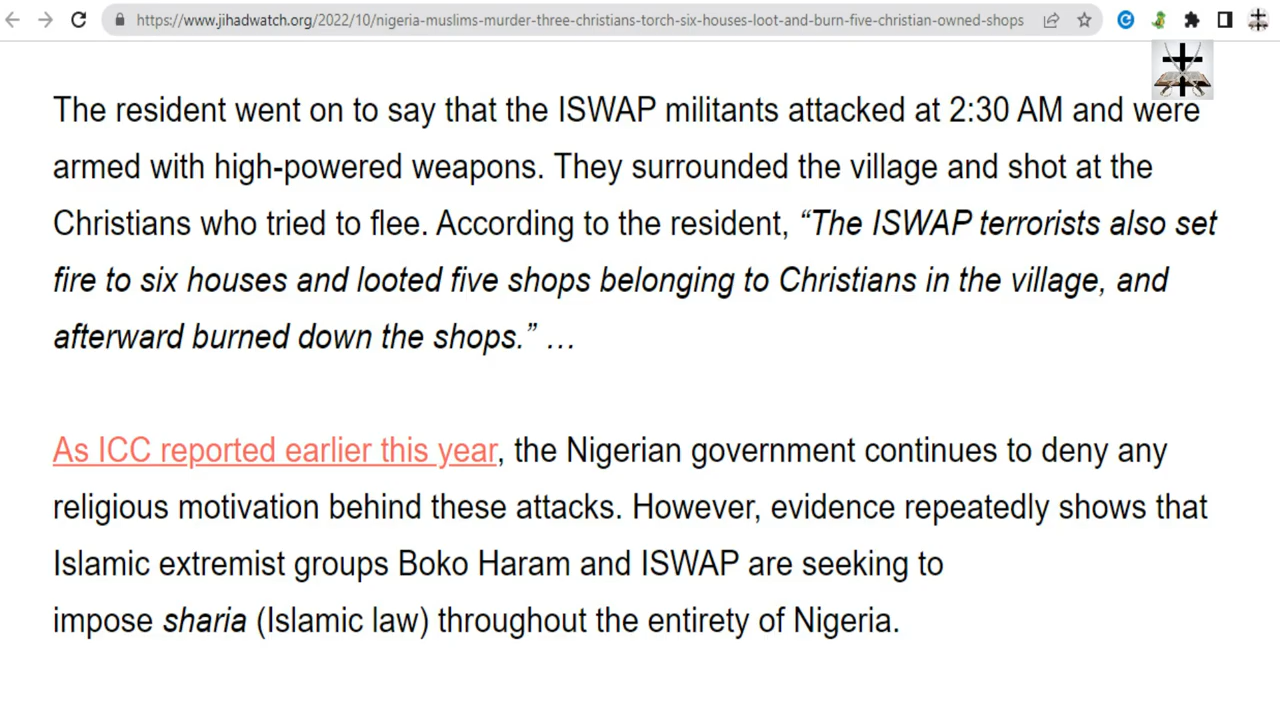 https://www.jihadwatch.org/2022/10/nigeria-muslims-murder-three-christians-torch-six-houses-loot-and-burn-five-christian-owned-shops
The resident went on to say that the ISWAP militants attacked at 2:30 AM and were
armed with high-powered weapons. They surrounded the village and shot at the
Christians who tried to flee. According to the resident, “The ISWAP terrorists also set
fire to six houses and looted five shops belonging to Christians in the village, and
afterward burned down the shops.” …
As ICC reported earlier this year, the Nigerian government continues to deny any
religious motivation behind these attacks. However, evidence repeatedly shows that
Islamic extremist groups Boko Haram and ISWAP are seeking to
impose sharia (Islamic law) throughout the entirety of Nigeria.